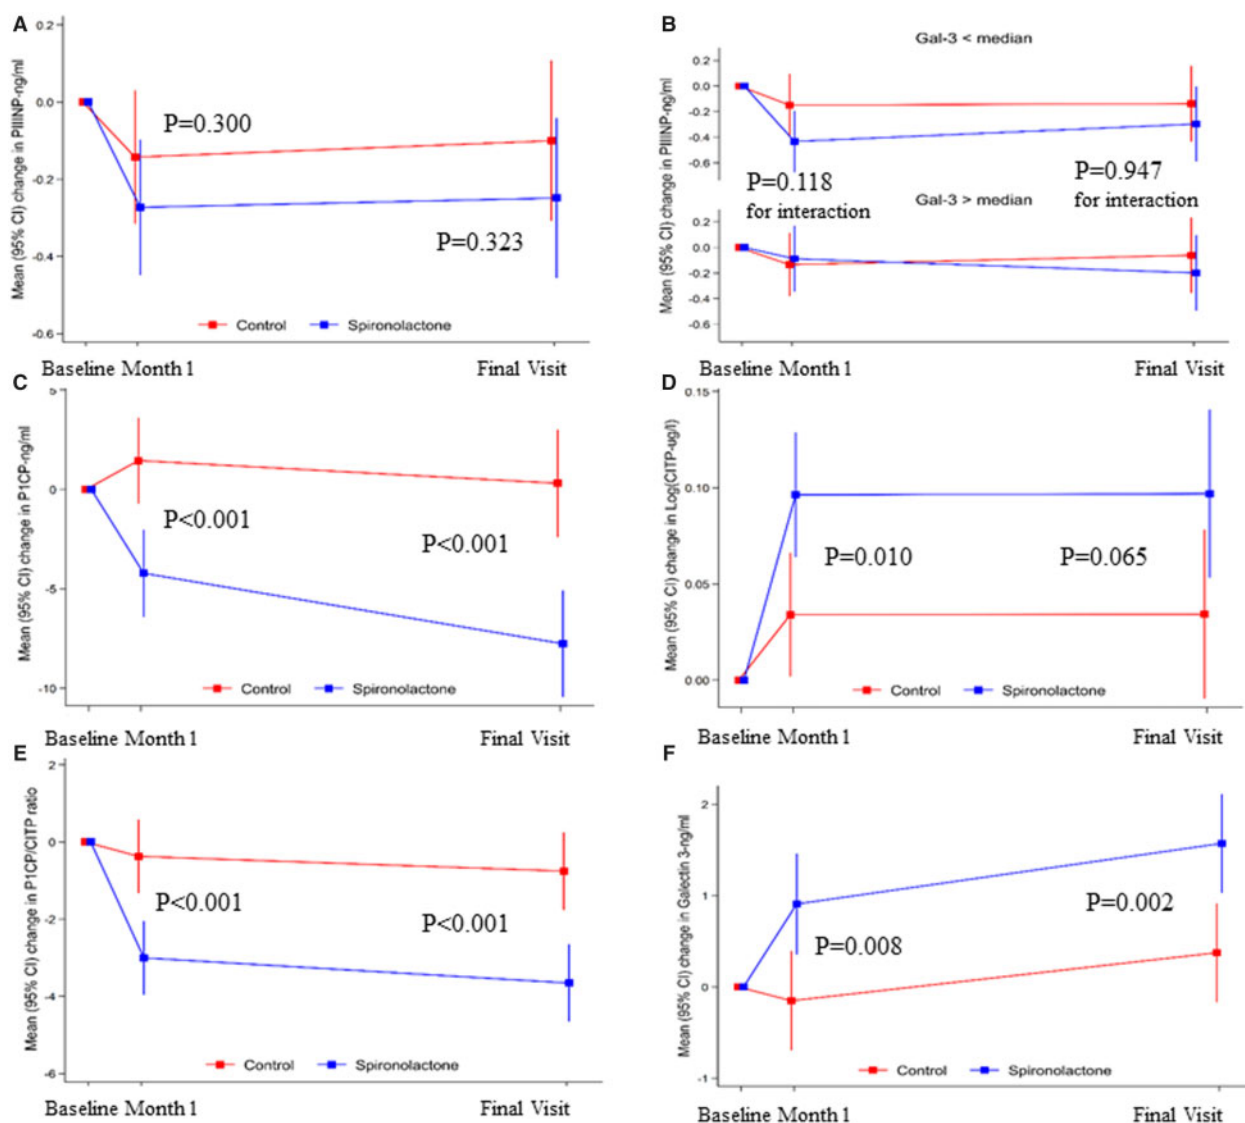 A
Mean (95% CI) change in PIIINP-ng/ml
0.2
0.0
-0.2
-0.4
-0.6
P=0.300
P=0.323
Control
Spironolactone
Baseline Month 1
Final Visit
B
Gal-3 < median
Mean (95% CI) change in PIIINP-ng/ml
0.2
0.0
-0.2
-0.4
-0.6
P=0.118
for interaction
P=0.947
for interaction
Gal-3 > median
0.2
0.0
-0.2
-0.4
-0.6
Baseline Month 1
Final Visit
C
Mean (95% CI) change in P1CP-ng/ml
5
0
-5
-10
P<0.001
P<0.001
Control
Spironolactone
Baseline Month 1
Final Visit
D
Mean (95% CI) change in Log(CITP-ug/l)
0.15
0.10
0.05
0.00
P=0.010
P=0.065
Control
Spironolactone
Baseline Month 1
Final Visit
E
Mean (95% CI) change in P1CP/CITP ratio
2
0
-2
-4
-6
P<0.001
P<0.001
Control
Spironolactone
Baseline Month 1
Final Visit
F
Mean (95% CI) change in Galectin 3-ng/ml
2
1
0
-1
P=0.008
P=0.002
Control
Spironolactone
Baseline Month 1
Final Visit